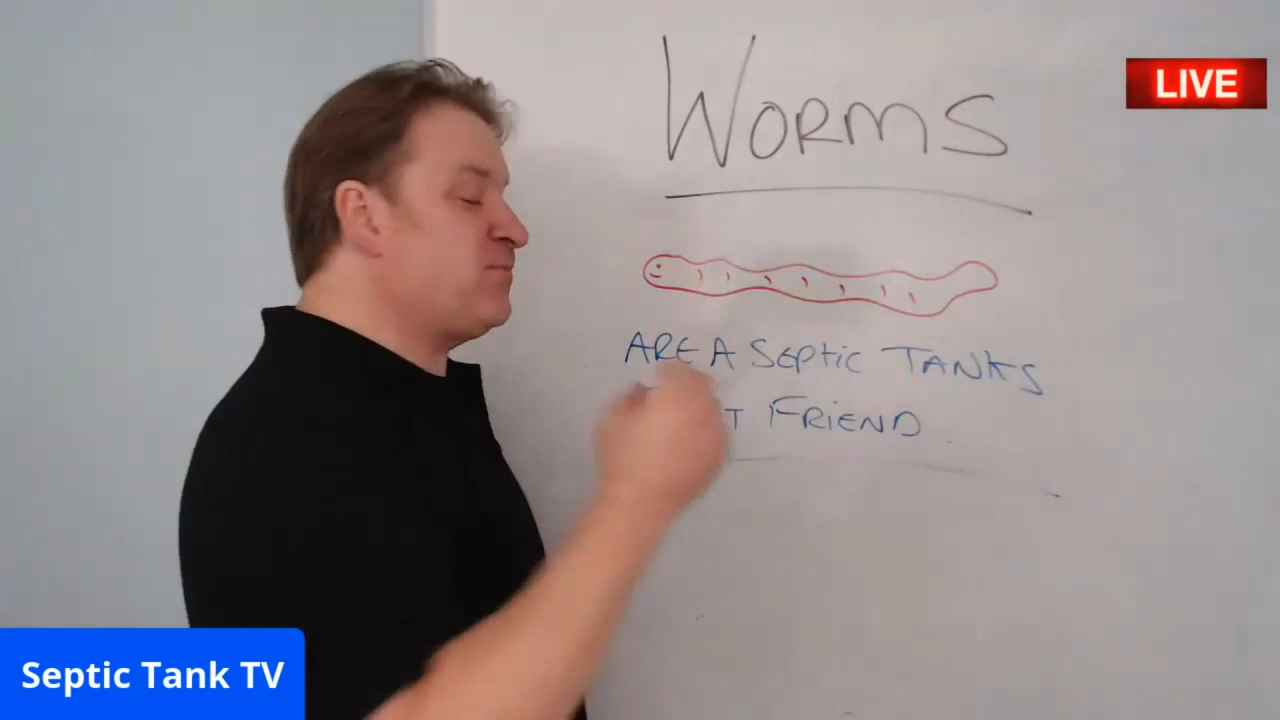 WORMS
LIVE
ARE A SEPTIC TANKS
FRIEND
Septic Tank TV